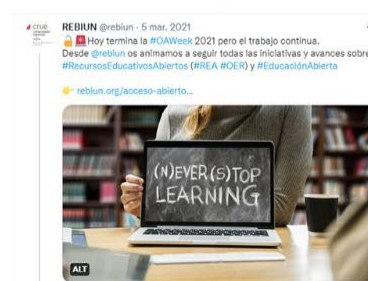 crue
REBIUN @rebiun · 5 mar. 2021
Hoy termina la #OAWeek 2021 pero el trabajo continua.
Desde @rebiun os animamos a seguir todas las iniciativas y avances sobre
#RecursosEducativosAbiertos (#REA #OER) y #EducaciónAbierta
rebiun.org/acceso-abierto...
(N)EVER (S)TOP
LEARNING
ALT